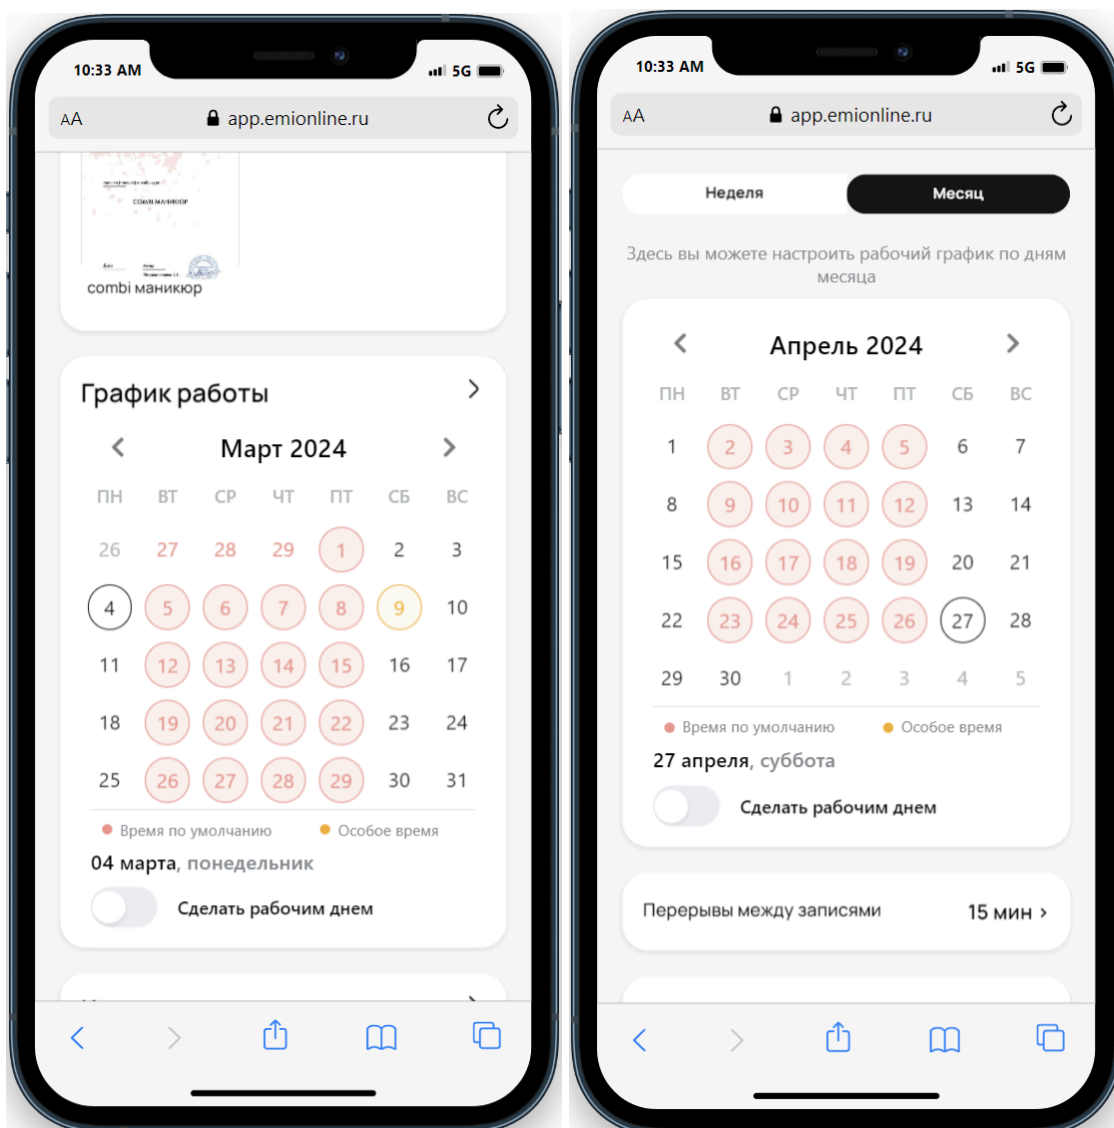 10:33 AM
5G
AA
app.emionline.ru
COMBI МАНИКЮР
combi маникюр
График работы
Март 2024
ПН ВТ СР ЧТ ПТ СБ ВС
26 27 28 29 1 2 3
4 5 6 7 8 9 10
11 12 13 14 15 16 17
18 19 20 21 22 23 24
25 26 27 28 29 30 31
Время по умолчанию Особое время
04 марта, понедельник
Сделать рабочим днем
10:33 AM
5G
AA
app.emionline.ru
Неделя Месяц
Здесь вы можете настроить рабочий график по дням
месяца
Апрель 2024
ПН ВТ СР ЧТ ПТ СБ ВС
1 2 3 4 5 6 7
8 9 10 11 12 13 14
15 16 17 18 19 20 21
22 23 24 25 26 27 28
29 30 1 2 3 4 5
Время по умолчанию Особое время
27 апреля, суббота
Сделать рабочим днем
Перерывы между записями 15 мин